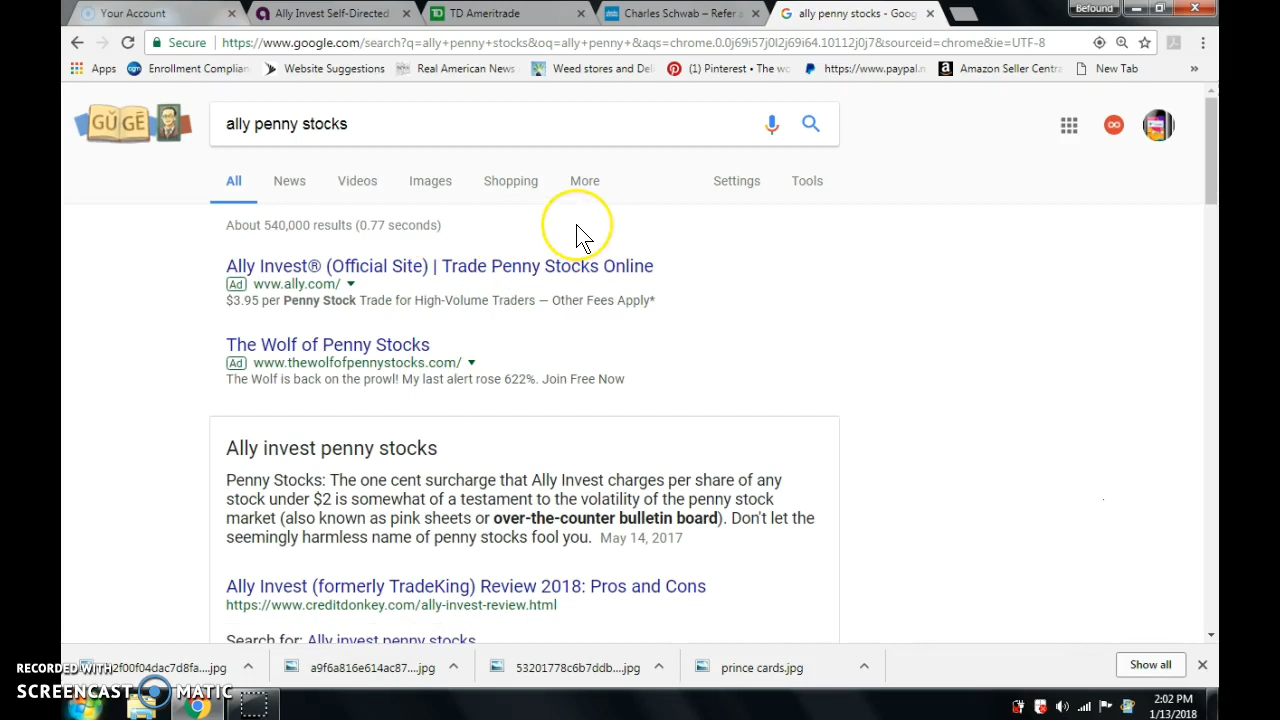 Your Account
Ally Invest Self-Directed
TD Ameritrade
Charles Schwab – Refer a
ally penny stocks - Goog
Befound
Secure
https://www.google.com/search?q=ally+penny+stocks&oq=ally+penny+&aqs=chrome.0.0j69i57j0l2j69i64.10112j0j7&sourceid=chrome&ie=UTF-8
Apps
Enrollment Complian
Website Suggestions
Real American News
Weed stores and Del
(1) Pinterest • The wo
https://www.paypal.n
Amazon Seller Centra
New Tab
»
GǓ GĒ
ally penny stocks
All
News
Videos
Images
Shopping
More
Settings
Tools
About 540,000 results (0.77 seconds)
Ally Invest® (Official Site) | Trade Penny Stocks Online
Ad wvw.ally.com/
$3.95 per Penny Stock Trade for High-Volume Traders — Other Fees Apply*
The Wolf of Penny Stocks
Ad www.thewolfofpennystocks.com/
The Wolf is back on the prowl! My last alert rose 622%. Join Free Now
Ally invest penny stocks
Penny Stocks: The one cent surcharge that Ally Invest charges per share of any
stock under $2 is somewhat of a testament to the volatility of the penny stock
market (also known as pink sheets or over-the-counter bulletin board). Don't let the
seemingly harmless name of penny stocks fool you. May 14, 2017
Ally Invest (formerly TradeKing) Review 2018: Pros and Cons
https://www.creditdonkey.com/ally-invest-review.html
Search for: Ally invest penny stocks
a9f6a816e614ac87....jpg
53201778c6b7ddb....jpg
prince cards.jpg
Show all
RECORDED WITH
SCREENCAST MATIC
2:02 PM
1/13/2018